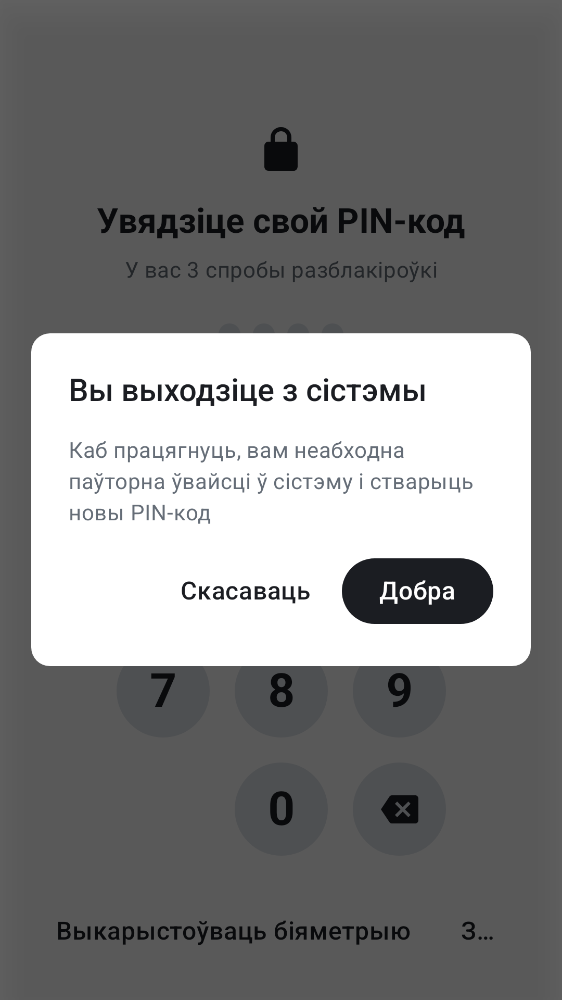 Увядзіце свой PIN-код
У вас 3 спробы разблакіроўкі
Вы выходзіце з сістэмы
Каб працягнуць, вам неабходна
паўторна ўвайсці ў сістэму і стварыць
новы PIN-код
Скасаваць Добра
7 8 9
0
Выкарыстоўваць біяметрыю З...